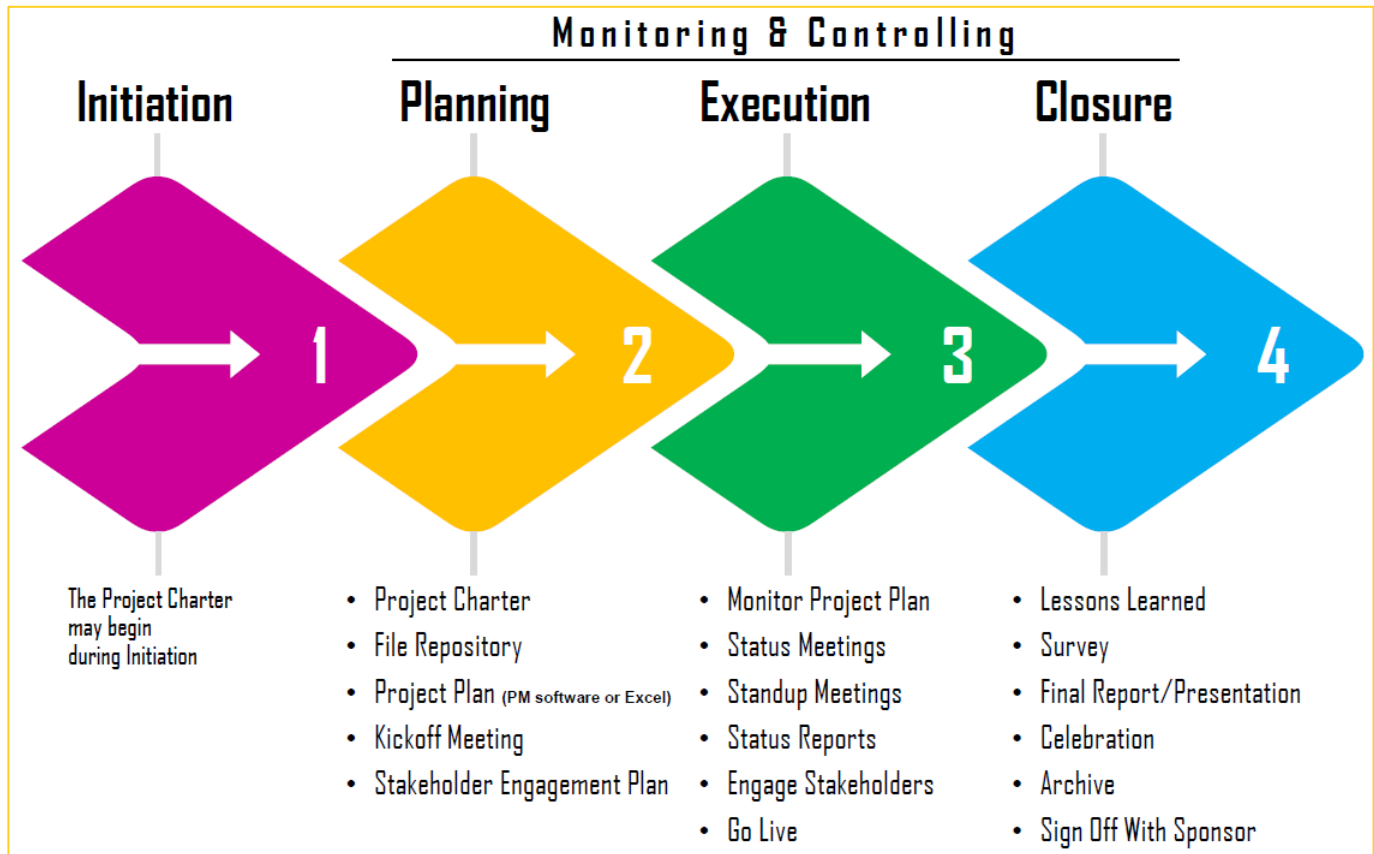 Monitoring & Controlling
Initiation
Planning
Execution
Closure
1
2
3
4
The Project Charter
may begin
during Initiation
• Project Charter
• File Repository
• Project Plan (PM software or Excel)
• Kickoff Meeting
• Stakeholder Engagement Plan
• Monitor Project Plan
• Status Meetings
• Standup Meetings
• Status Reports
• Engage Stakeholders
• Go Live
• Lessons Learned
• Survey
• Final Report/Presentation
• Celebration
• Archive
• Sign Off With Sponsor